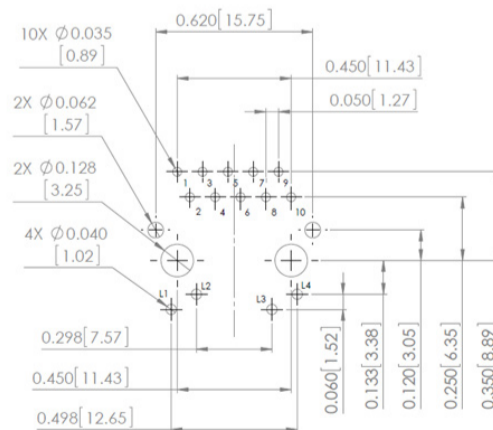 0.620[15.75]
10X Ø0.035
[0.89]
0.450[11.43]
0.050[1.27]
2X Ø0.062
[1.57]
2X Ø0.128
[3.25]
1 3 5 7 9
2 4 6 8 10
4X Ø0.040
[1.02]
L1 L2 L3 L4
0.298[7.57]
0.450[11.43]
0.498[12.65]
0.060[1.52]
0.133[3.38]
0.120[3.05]
0.250[6.35]
0.350[8.89]